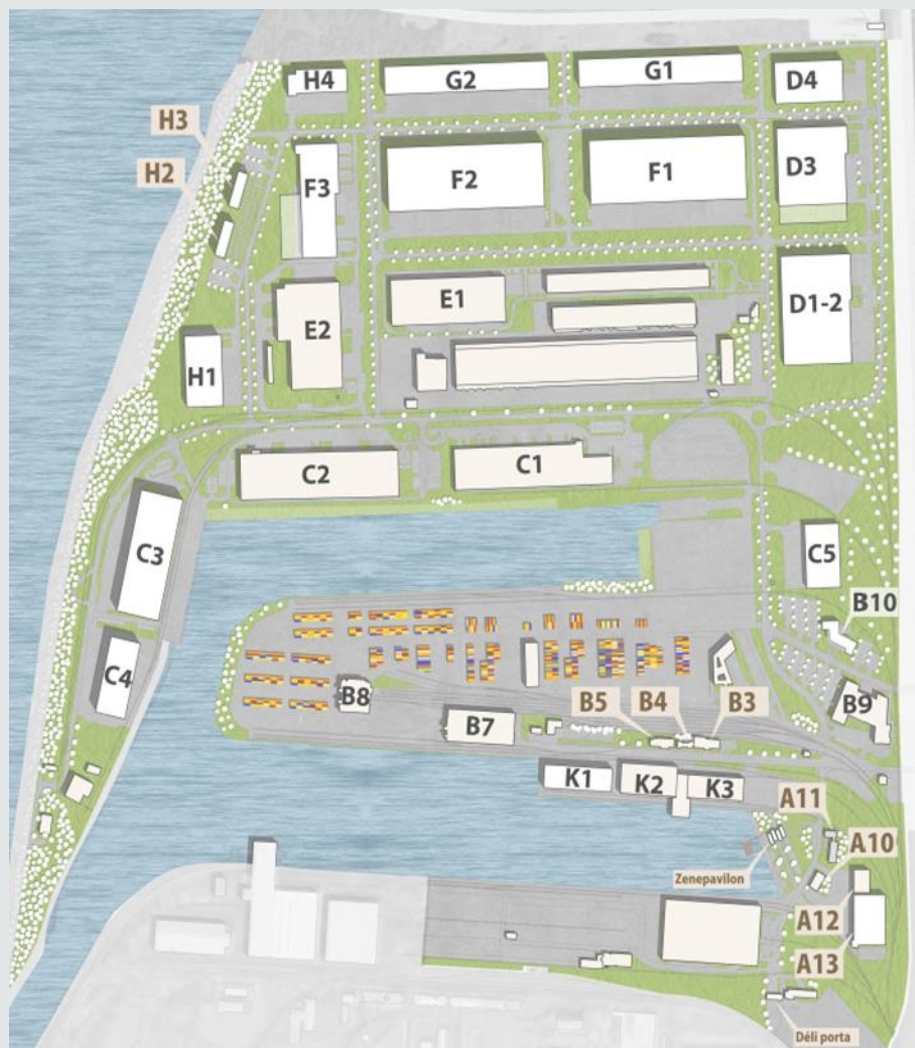 H4
G2
G1
D4
H3
H2
F3
F2
F1
D3
E1
E2
D1-2
H1
C2
C1
C3
C5
B10
C4
B8
B5
B4
B3
B9
B7
K1
K2
K3
A11
A10
Zenepavilon
A12
A13
Déli porta